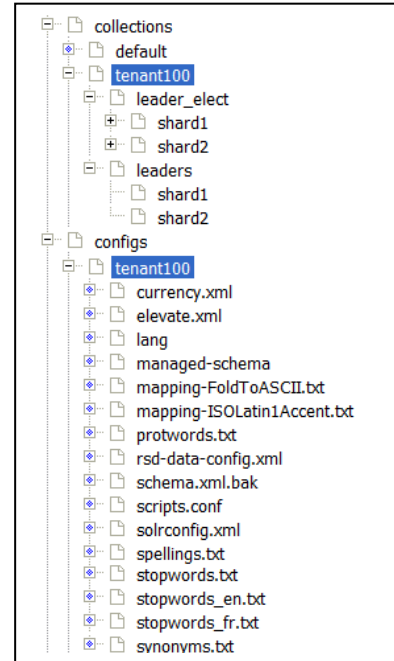 collections
default
tenant100
leader_elect
shard1
shard2
leaders
shard1
shard2
configs
tenant100
currency.xml
elevate.xml
lang
managed-schema
mapping-FoldToASCII.txt
mapping-ISOLatin1Accent.txt
protwords.txt
rsd-data-config.xml
schema.xml.bak
scripts.conf
solrconfig.xml
spellings.txt
stopwords.txt
stopwords_en.txt
stopwords_fr.txt
synonyms.txt